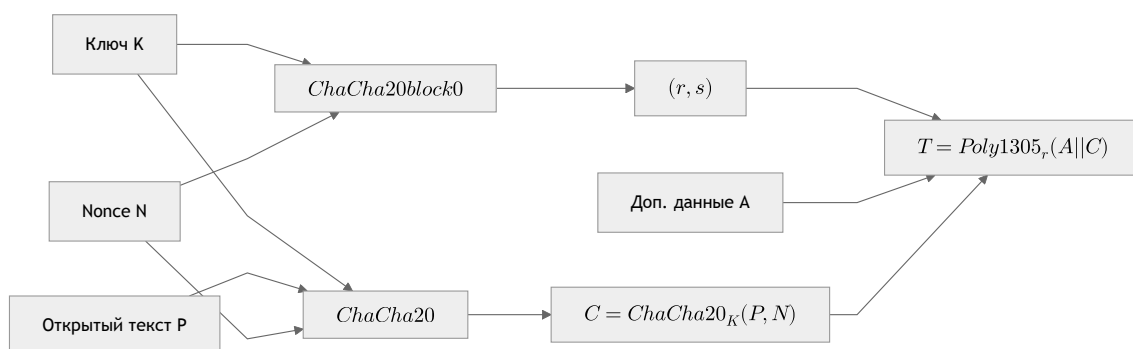 Ключ K
ChaCha20block0
(r, s)
T = Poly1305_r(A||C)
Nonce N
Доп. данные A
Открытый текст P
ChaCha20
C = ChaCha20_K(P, N)